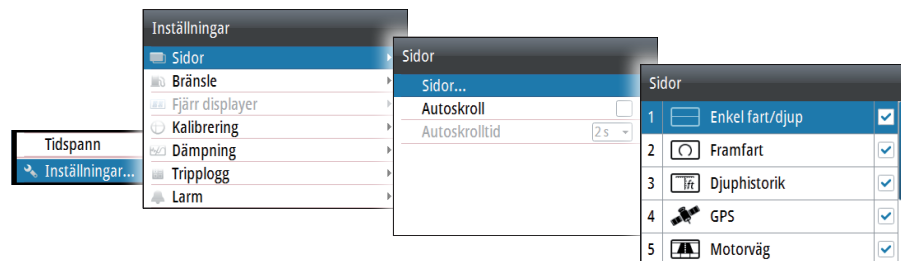 Tidspann
Inställningar...
Inställningar
Sidor
Bränsle
Fjärr displayer
Kalibrering
Dämpning
Tripplogg
Larm
Sidor
Sidor...
Autoskroll
Autoskrolltid 2 s
Sidor
1 Enkel fart/djup
2 Framfart
3 ft Djuphistorik
4 GPS
5 Motorväg